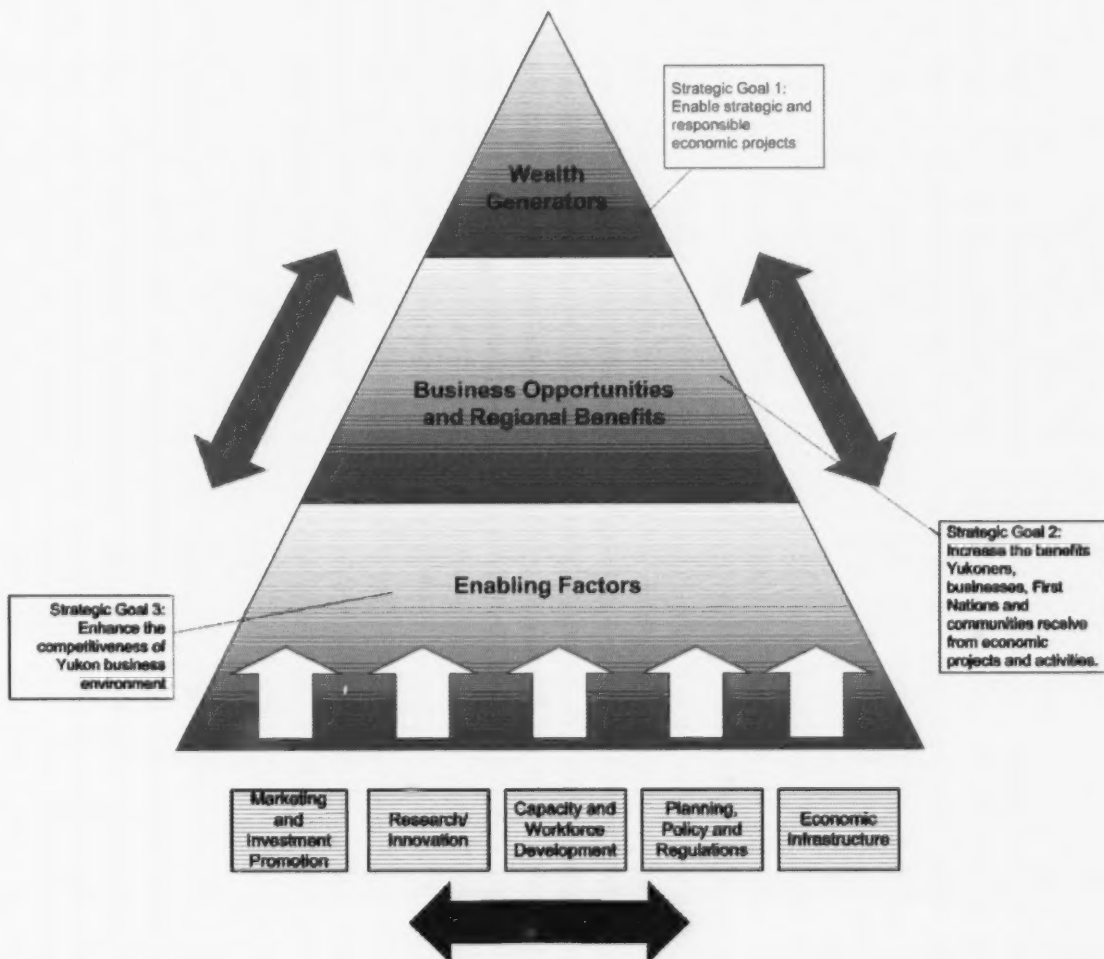 Strategic Goal 1:
Enable strategic and
responsible
economic projects
Wealth
Generators
Business Opportunities
and Regional Benefits
Strategic Goal 2:
Increase the benefits
Yukoners,
businesses, First
Nations and
communities receive
from economic
projects and activities.
Enabling Factors
Strategic Goal 3:
Enhance the
competitiveness of
Yukon business
environment
Marketing
and
Investment
Promotion
Research/
Innovation
Capacity and
Workforce
Development
Planning,
Policy and
Regulations
Economic
Infrastructure